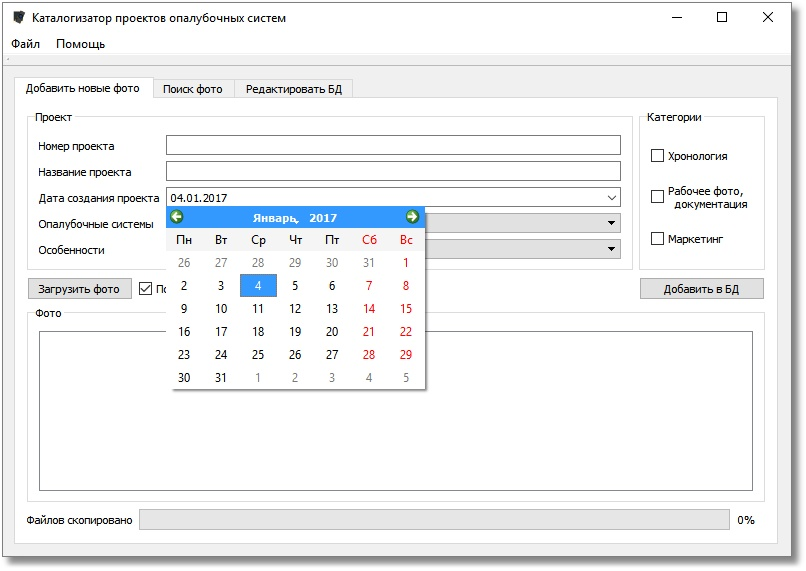 Каталогизатор проектов опалубочных систем
Файл Помощь
Добавить новые фото Поиск фото Редактировать БД
Проект
Категории
Номер проекта
Название проекта
Дата создания проекта 04.01.2017
Опалубочные системы
Особенности
Хронология
Рабочее фото,
документация
Маркетинг
Январь, 2017
Пн Вт Ср Чт Пт Сб Вс
26 27 28 29 30 31 1
2 3 4 5 6 7 8
9 10 11 12 13 14 15
16 17 18 19 20 21 22
23 24 25 26 27 28 29
30 31 1 2 3 4 5
Загрузить фото
Добавить в БД
Фото
Файлов скопировано 0%